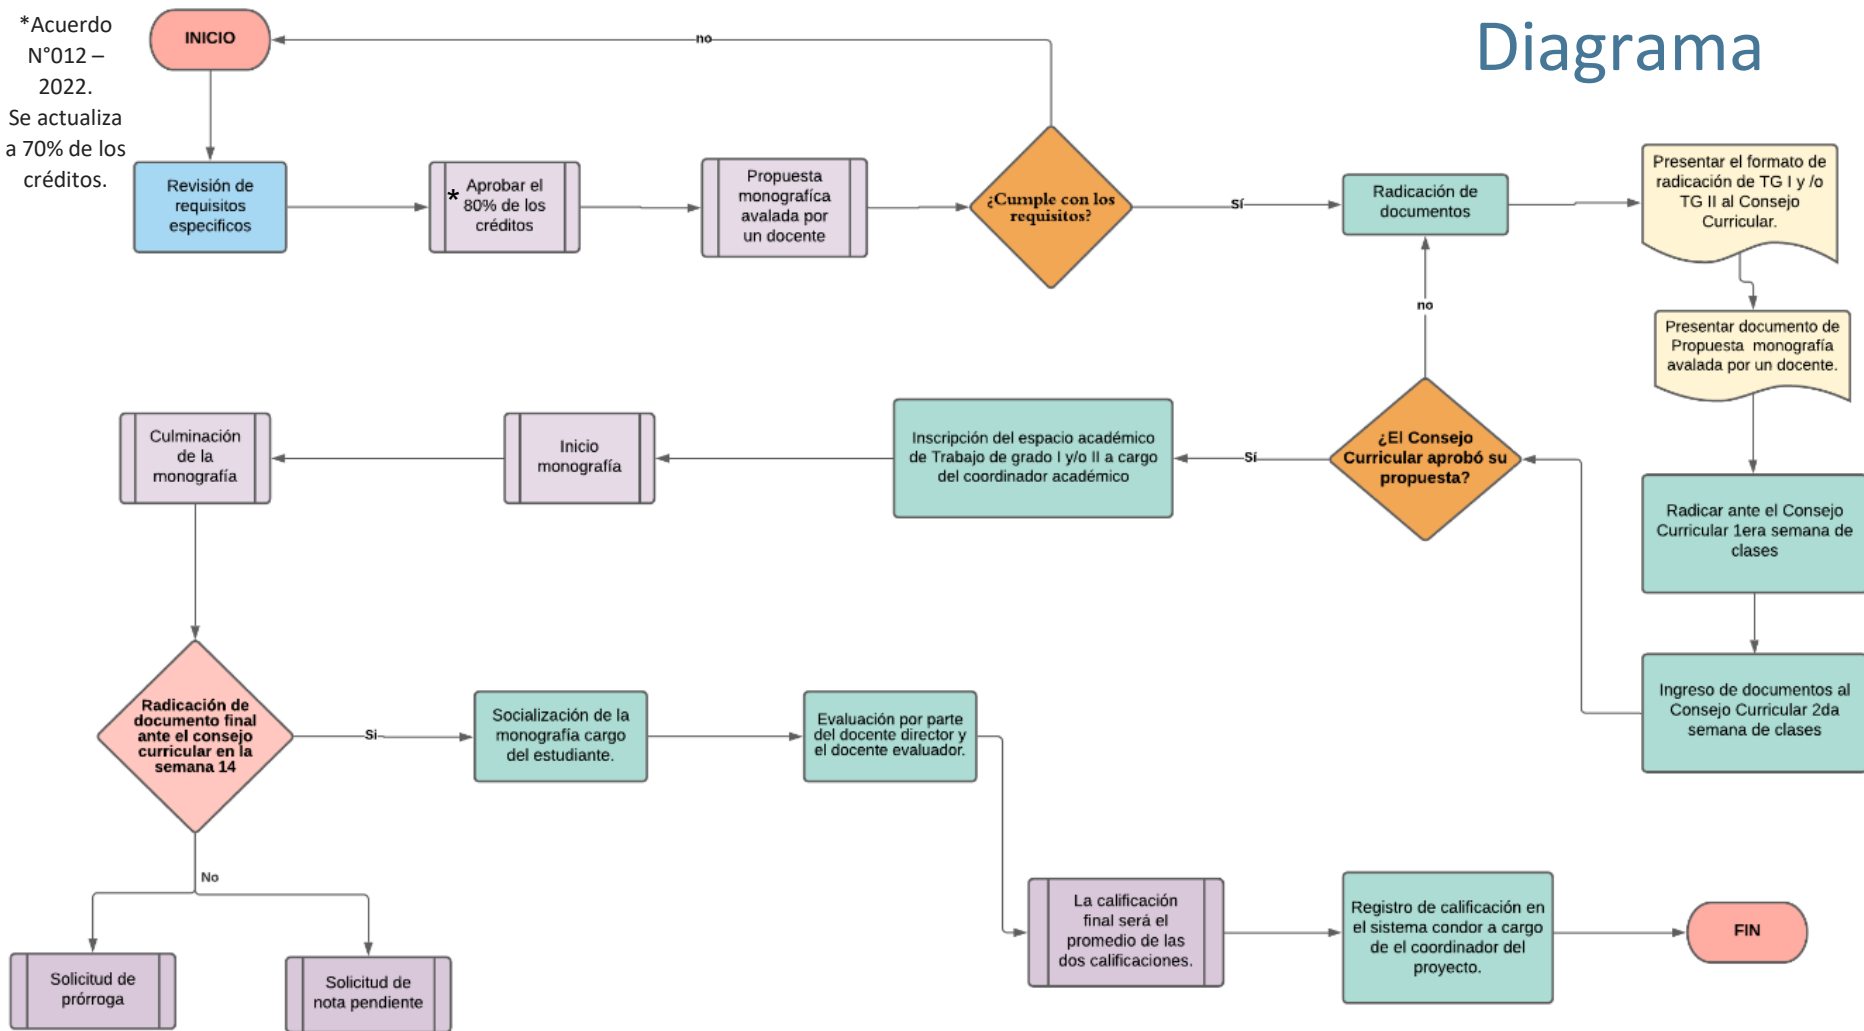 *Acuerdo
N°012 –
2022.
Se actualiza
a 70% de los
créditos.
Diagrama
INICIO
no
Revisión de
requisitos
especificos
* Aprobar el
80% de los
créditos
Propuesta
monografíca
avalada por
un docente
¿Cumple con los
requisitos?
Sí
Radicación de
documentos
Presentar el formato de
radicación de TG I y /o
TG II al Consejo
Curricular.
Presentar documento de
Propuesta monografía
avalada por un docente.
Radicar ante el Consejo
Curricular 1era semana de
clases
Ingreso de documentos al
Consejo Curricular 2da
semana de clases
¿El Consejo
Curricular aprobó su
propuesta?
no
Sí
Inscripción del espacio académico
de Trabajo de grado I y/o II a cargo
del coordinador académico
Inicio
monografía
Culminación
de la
monografía
Radicación de
documento final
ante el consejo
curricular en la
semana 14
Si
No
Solicitud de
prórroga
Solicitud de
nota pendiente
Socialización de la
monografía cargo
del estudiante.
Evaluación por parte
del docente director y
el docente evaluador.
La calificación
final será el
promedio de las
dos calificaciones.
Registro de calificación en
el sistema condor a cargo
de el coordinador del
proyecto.
FIN